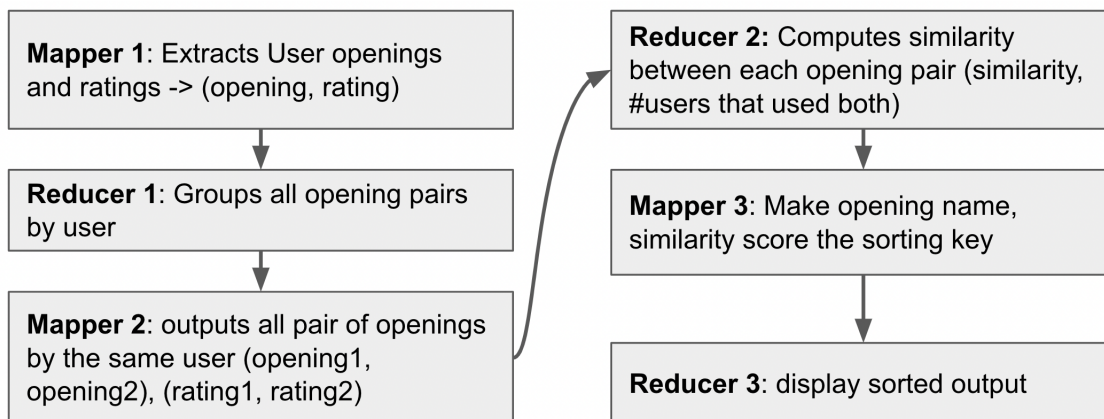 Mapper 1: Extracts User openings
and ratings -> (opening, rating)
Reducer 1: Groups all opening pairs
by user
Mapper 2: outputs all pair of openings
by the same user (opening1,
opening2), (rating1, rating2)
Reducer 2: Computes similarity
between each opening pair (similarity,
#users that used both)
Mapper 3: Make opening name,
similarity score the sorting key
Reducer 3: display sorted output